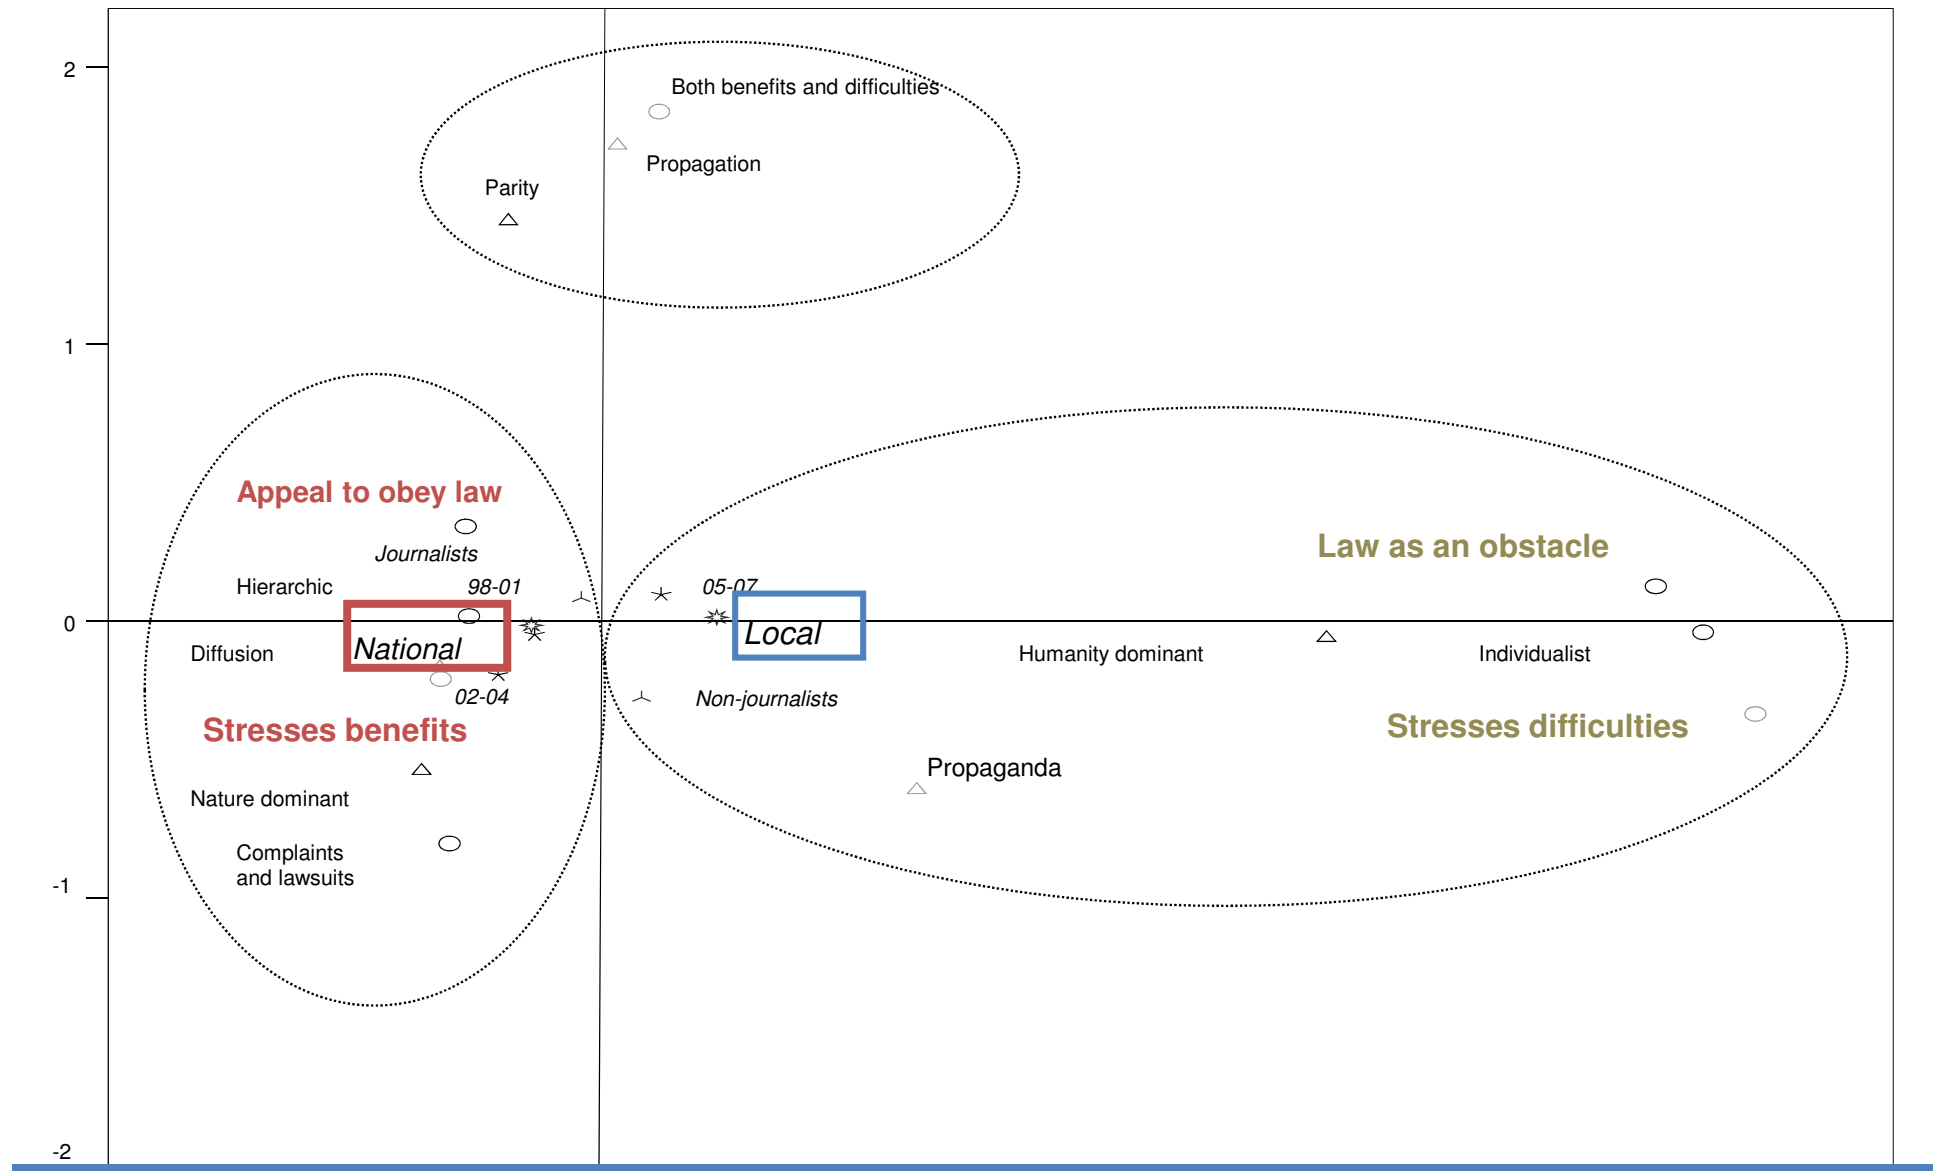 2
Both benefits and difficulties
Propagation
Parity
1
Appeal to obey law
Journalists
Law as an obstacle
Hierarchic
98-01
05-07
0
National
Local
Diffusion
Humanity dominant
Individualist
02-04
Non-journalists
Stresses benefits
Stresses difficulties
Propaganda
Nature dominant
Complaints
and lawsuits
-1
-2